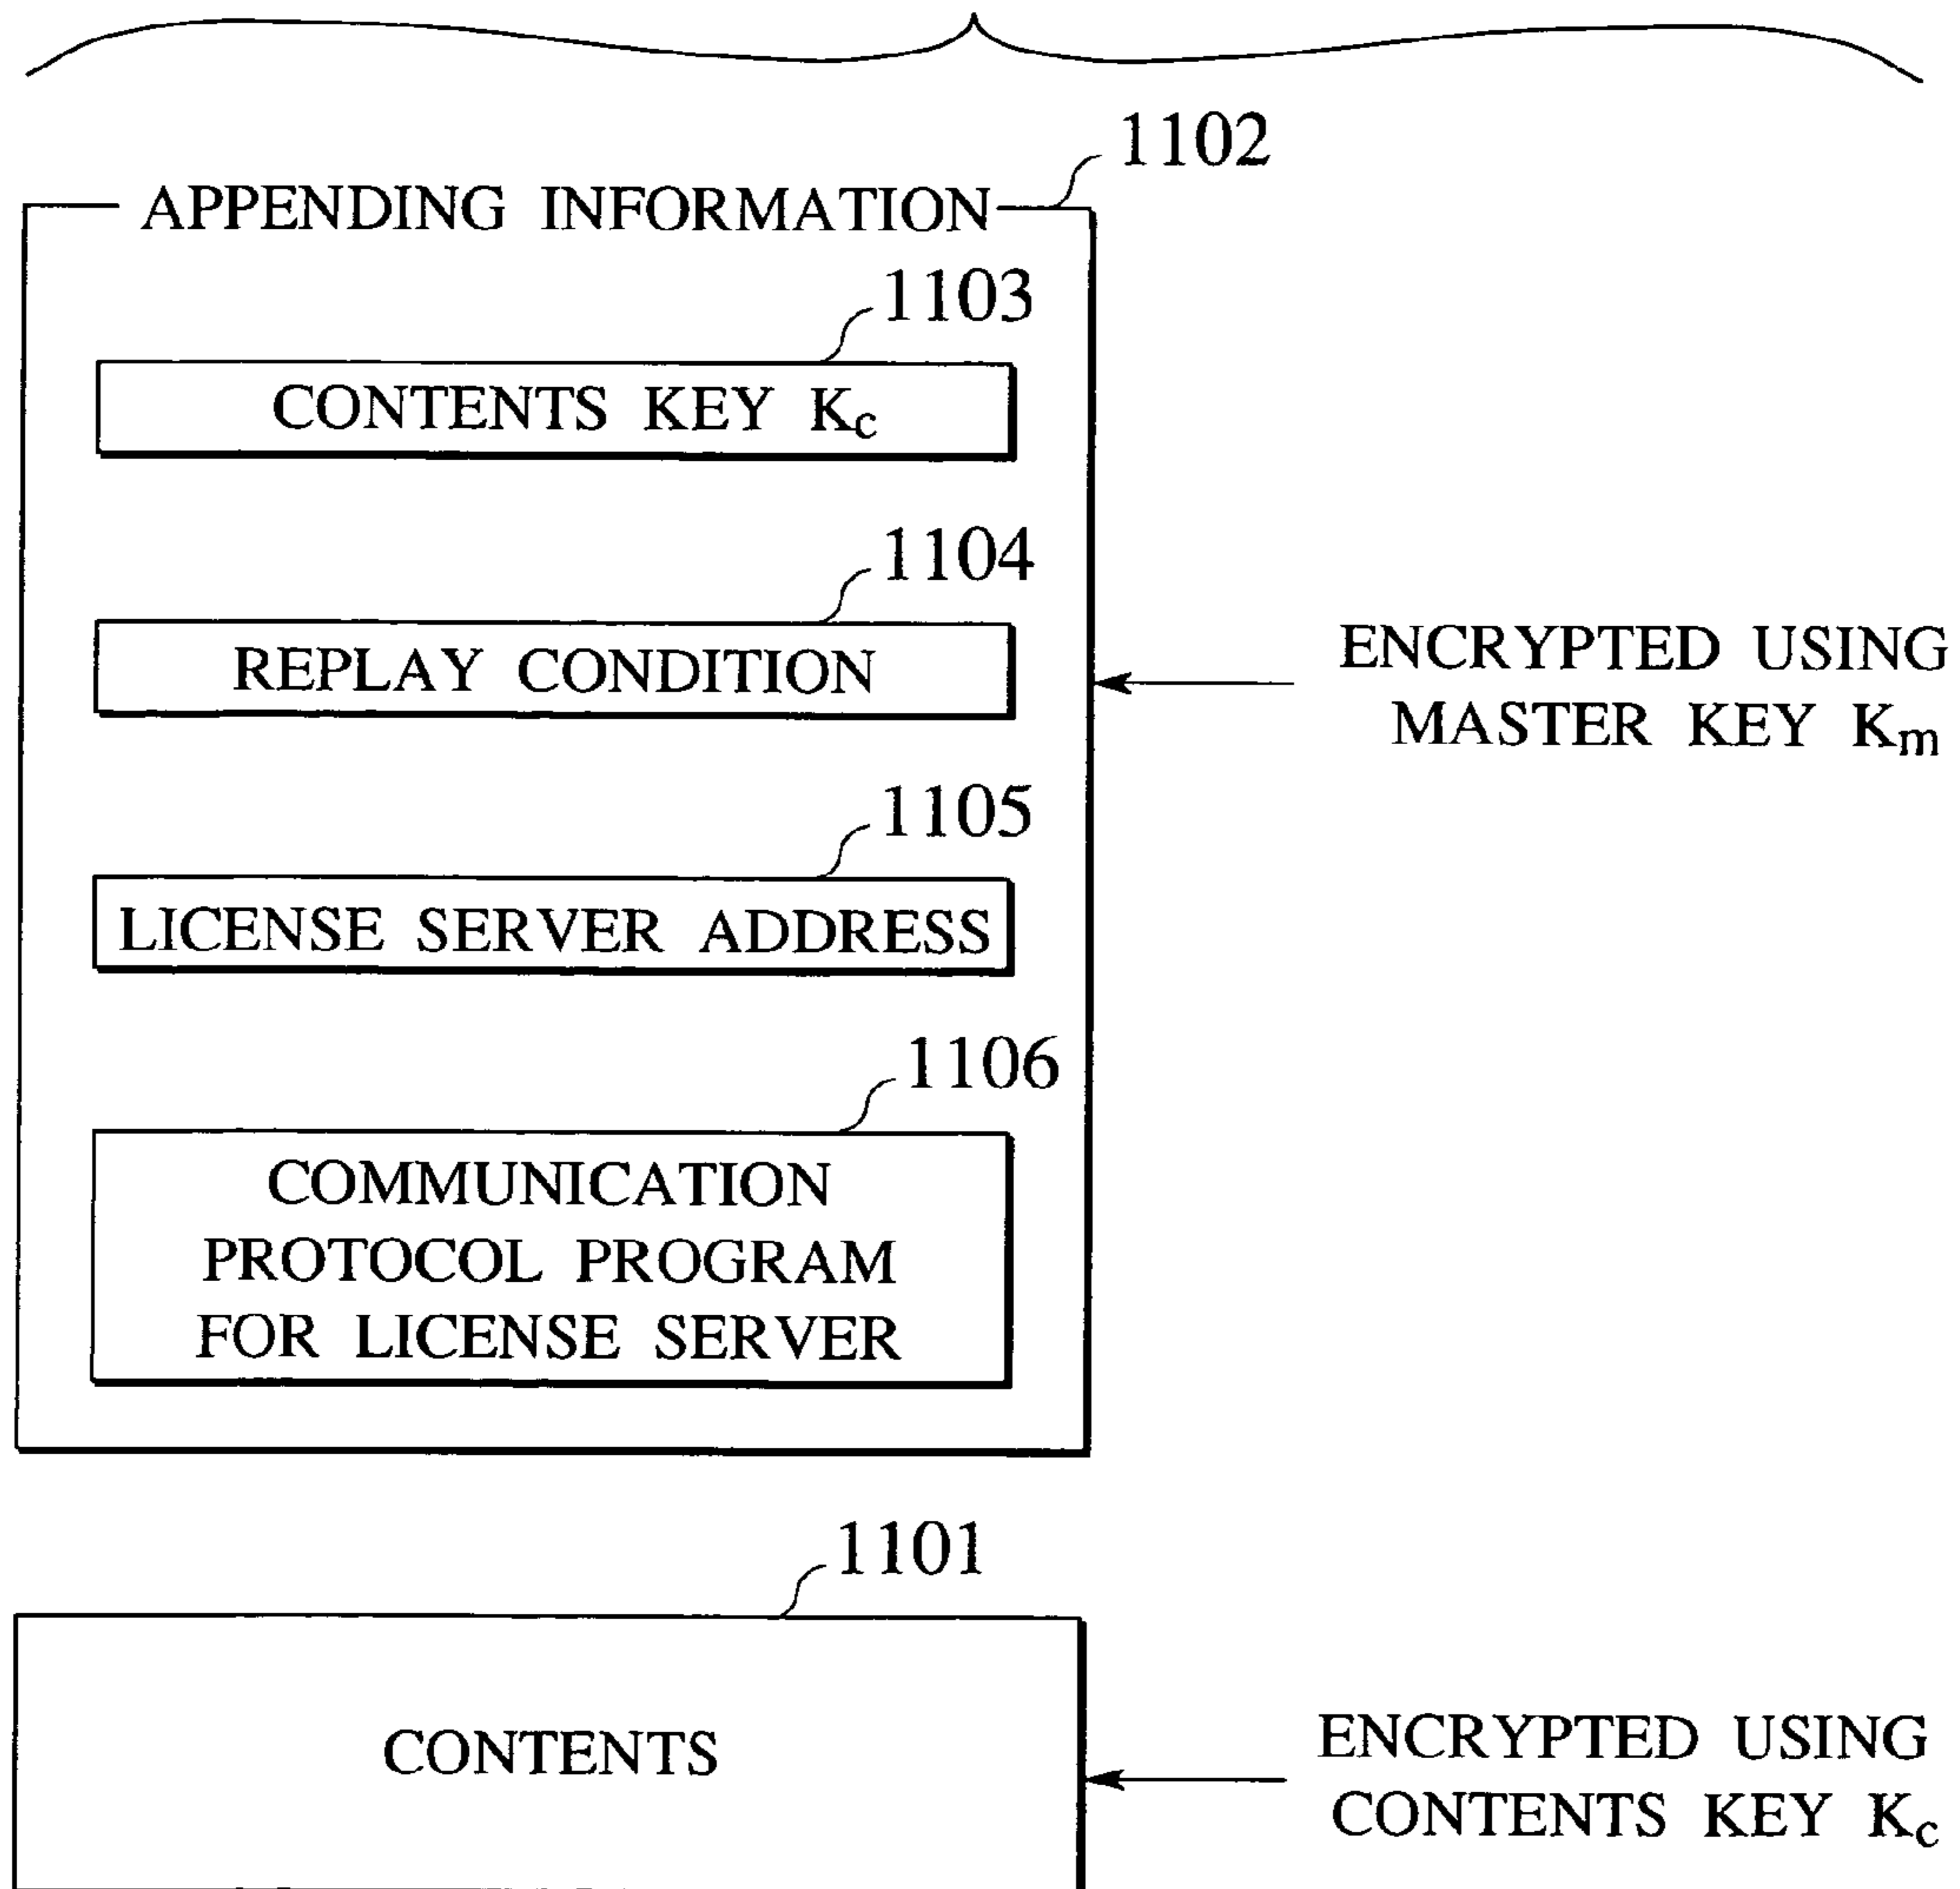 1102
APPENDING INFORMATION
1103
CONTENTS KEY Kc
1104
REPLAY CONDITION
ENCRYPTED USING
MASTER KEY Km
1105
LICENSE SERVER ADDRESS
1106
COMMUNICATION
PROTOCOL PROGRAM
FOR LICENSE SERVER
1101
CONTENTS
ENCRYPTED USING
CONTENTS KEY Kc